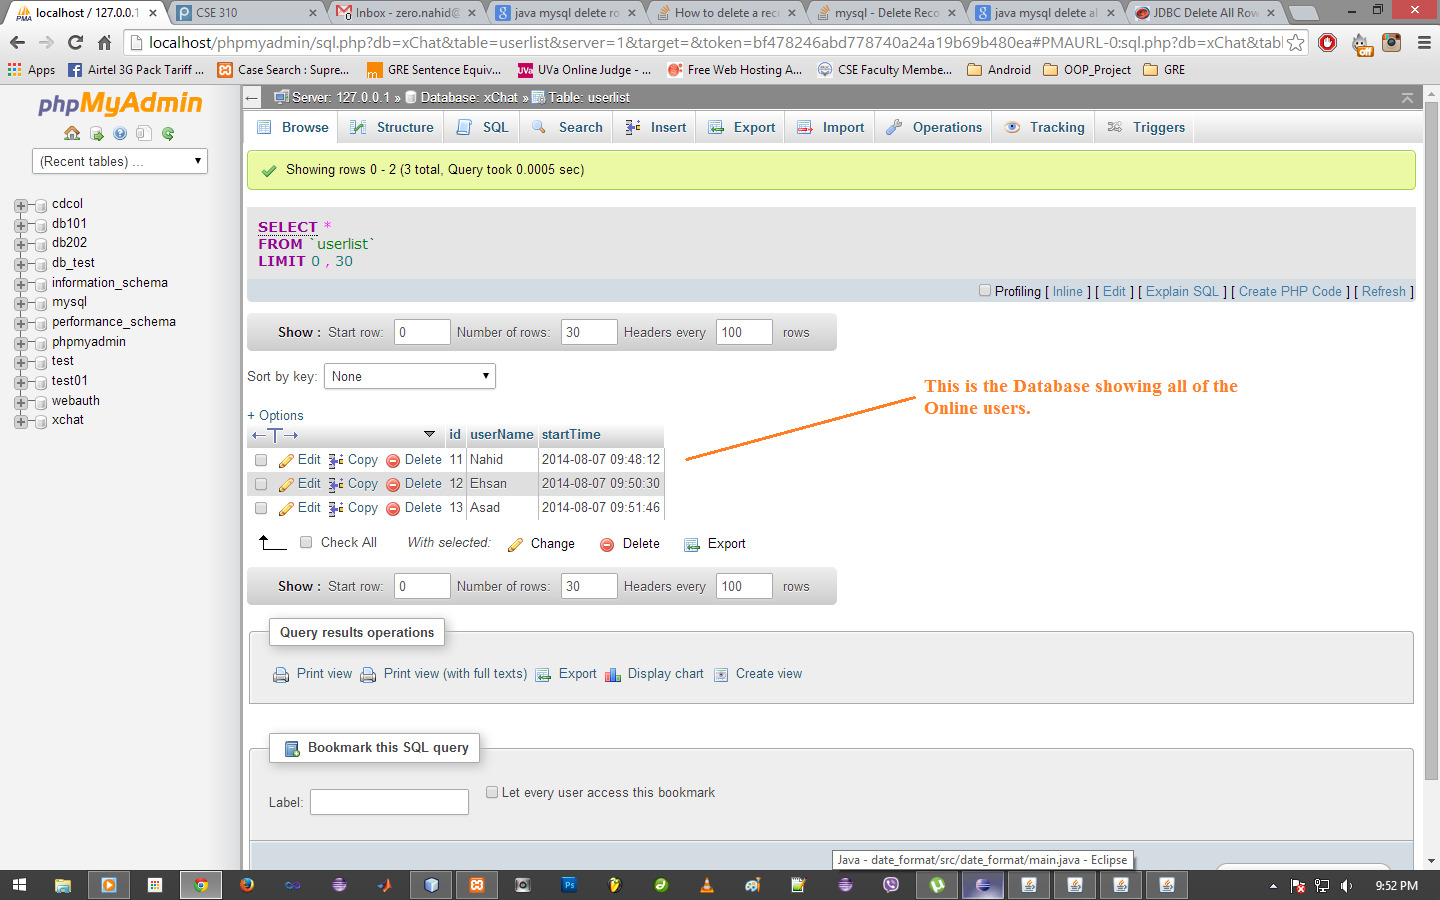 localhost / 127.0.0.1
CSE 310
Inbox - zero.nahid@
java mysql delete ro
How to delete a reco
mysql - Delete Reco
java mysql delete al
JDBC Delete All Row
localhost/phpmyadmin/sql.php?db=xChat&table=userlist&server=1&target=&token=bf478246abd778740a24a19b69b480ea#PMAURL-0:sql.php?db=xChat&tabl
Apps
Airtel 3G Pack Tariff ...
Case Search : Supre...
GRE Sentence Equiv...
UVa Online Judge - ...
Free Web Hosting A...
CSE Faculty Membe...
Android
OOP_Project
GRE
phpMyAdmin
(Recent tables) ...
cdcol
db101
db202
db_test
information_schema
mysql
performance_schema
phpmyadmin
test
test01
webauth
xchat
Server: 127.0.0.1 » Database: xChat » Table: userlist
Browse Structure SQL Search Insert Export Import Operations Tracking Triggers
Showing rows 0 - 2 (3 total, Query took 0.0005 sec)
SELECT *
FROM `userlist`
LIMIT 0 , 30
Profiling [ Inline ] [ Edit ] [ Explain SQL ] [ Create PHP Code ] [ Refresh ]
Show : Start row: 0 Number of rows: 30 Headers every 100 rows
Sort by key: None
This is the Database showing all of the
Online users.
+ Options
id userName startTime
Edit Copy Delete 11 Nahid 2014-08-07 09:48:12
Edit Copy Delete 12 Ehsan 2014-08-07 09:50:30
Edit Copy Delete 13 Asad 2014-08-07 09:51:46
Check All With selected: Change Delete Export
Show : Start row: 0 Number of rows: 30 Headers every 100 rows
Query results operations
Print view Print view (with full texts) Export Display chart Create view
Bookmark this SQL query
Label: Let every user access this bookmark
Java - date_format/src/date_format/main.java - Eclipse
9:52 PM